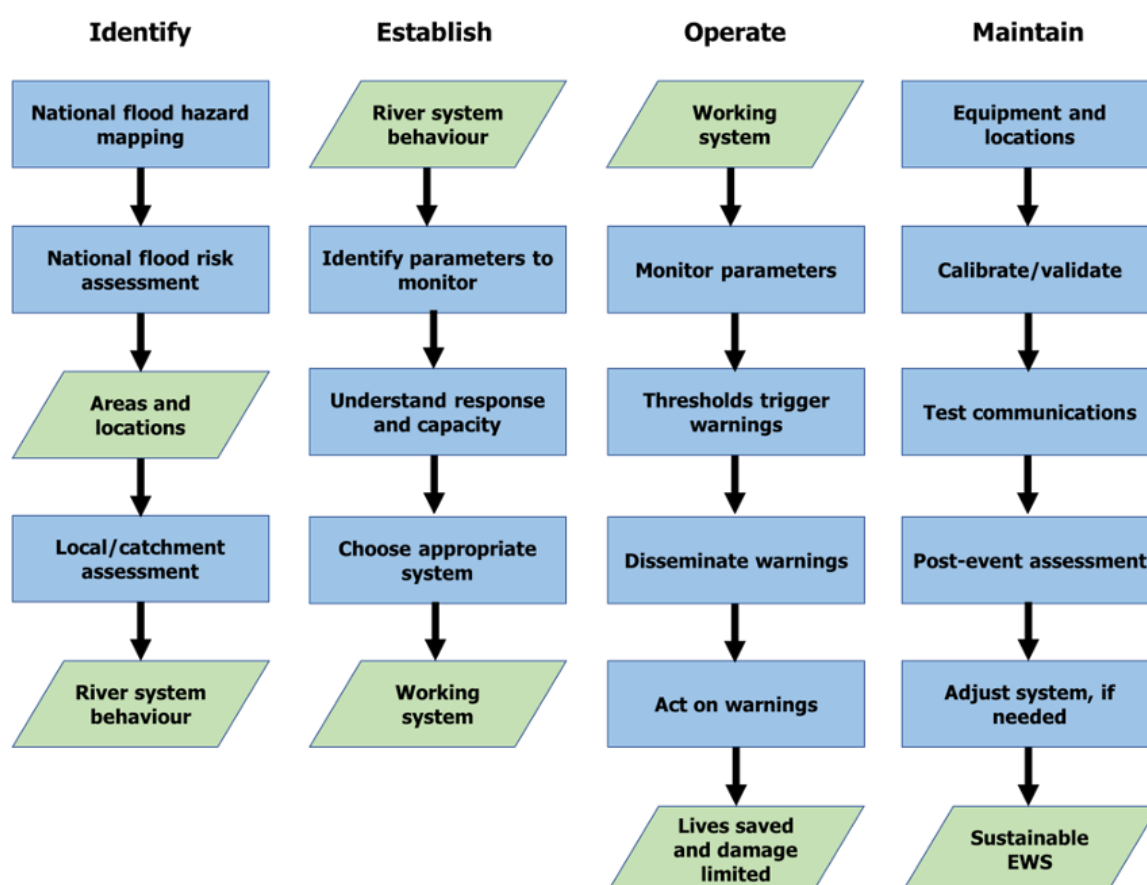 Identify
National flood hazard
mapping
National flood risk
assessment
Areas and
locations
Local/catchment
assessment
River system
behaviour
Establish
River system
behaviour
Identify parameters to
monitor
Understand response
and capacity
Choose appropriate
system
Working
system
Operate
Working
system
Monitor parameters
Thresholds trigger
warnings
Disseminate warnings
Act on warnings
Lives saved
and damage
limited
Maintain
Equipment and
locations
Calibrate/validate
Test communications
Post-event assessment
Adjust system, if
needed
Sustainable
EWS